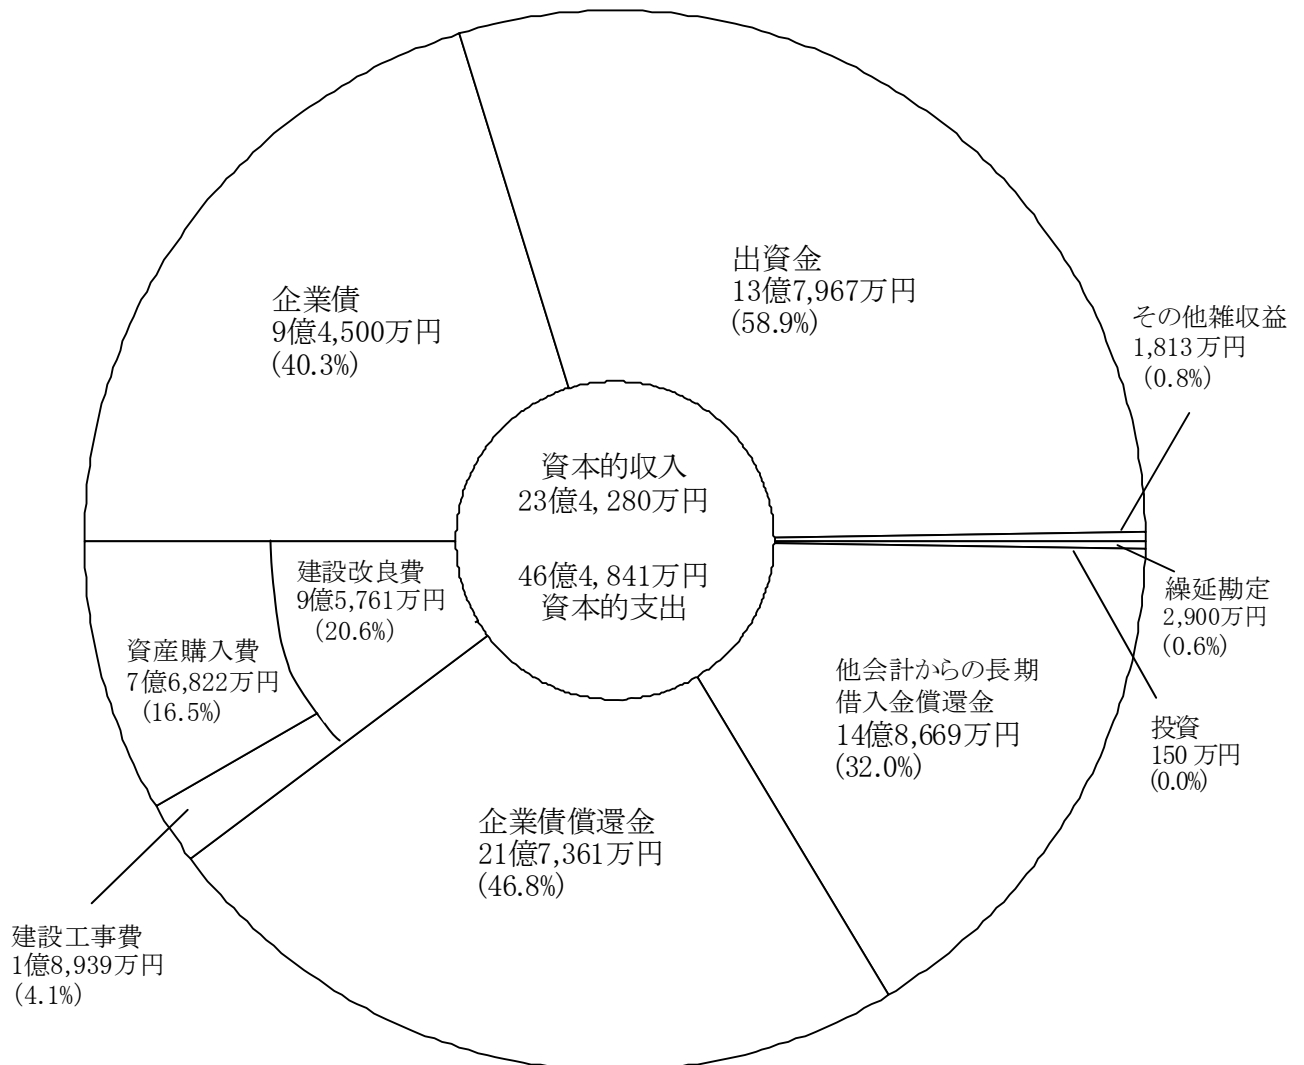 出資金
13億7,967万円
(58.9%)
企業債
9億4,500万円
(40.3%)
その他雑収益
1,813万円
(0.8%)
資本的収入
23億4,280万円
46億4,841万円
資本的支出
建設改良費
9億5,761万円
(20.6%)
資産購入費
7億6,822万円
(16.5%)
繰延勘定
2,900万円
(0.6%)
他会計からの長期
借入金償還金
14億8,669万円
(32.0%)
投資
150万円
(0.0%)
企業債償還金
21億7,361万円
(46.8%)
建設工事費
1億8,939万円
(4.1%)